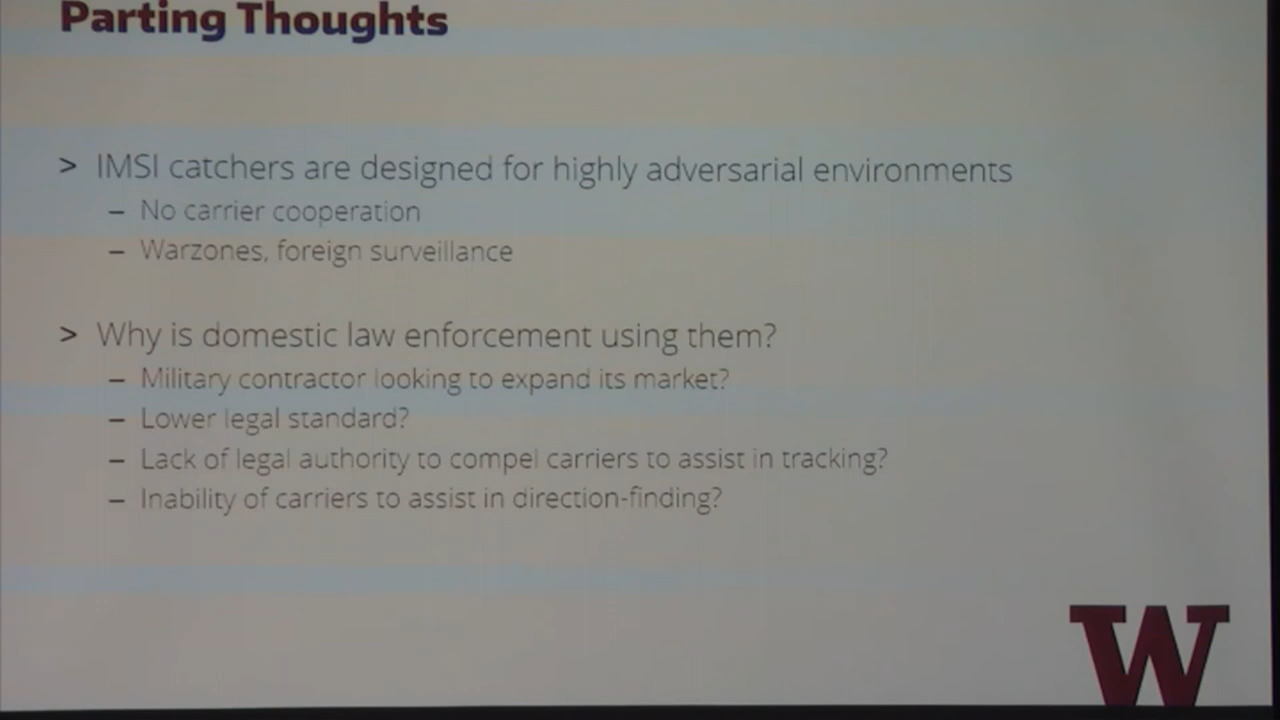 Parting Thoughts
> IMSI catchers are designed for highly adversarial environments
– No carrier cooperation
– Warzones, foreign surveillance
> Why is domestic law enforcement using them?
– Military contractor looking to expand its market?
– Lower legal standard?
– Lack of legal authority to compel carriers to assist in tracking?
– Inability of carriers to assist in direction-finding?
W